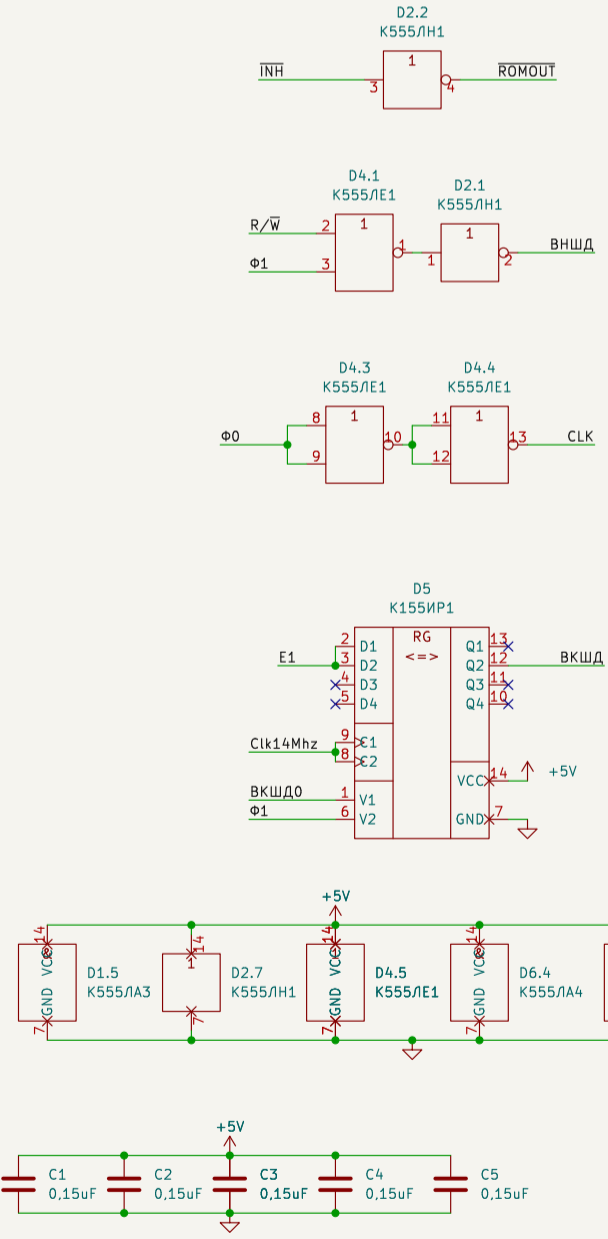 D2.2
К555ЛН1
INH
1
3
4
ROMOUT
D4.1
К555ЛЕ1
D2.1
К555ЛН1
R/W
2
1
1
1
1
2
ВНШД
Ф1
3
D4.3
К555ЛЕ1
D4.4
К555ЛЕ1
8
1
11
1
Ф0
10
13
CLK
9
12
D5
К155ИР1
RG
<=>
2
D1
Q1
13
E1
3
D2
Q2
12
ВКШД
4
D3
Q3
11
5
D4
Q4
10
Clk14Mhz
9
C1
8
C2
VCC
14
+5V
ВКШД0
1
V1
Ф1
6
V2
GND
7
+5V
14
VCC
GND
7
D1.5
К555ЛА3
14
1
7
D2.7
К555ЛН1
14
VCC
GND
7
D4.5
К555ЛЕ1
14
VCC
GND
7
D6.4
К555ЛА4
+5V
C1
0,15uF
C2
0,15uF
C3
0,15uF
C4
0,15uF
C5
0,15uF